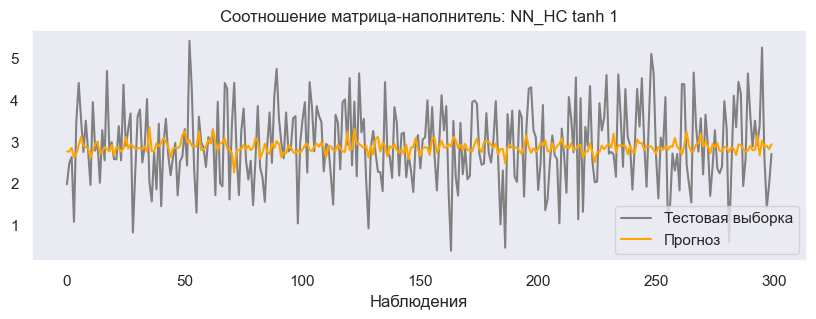 Соотношение матрица-наполнитель: NN_HC tanh 1
5
4
3
2
1
Тестовая выборка
Прогноз
0 50 100 150 200 250 300
Наблюдения